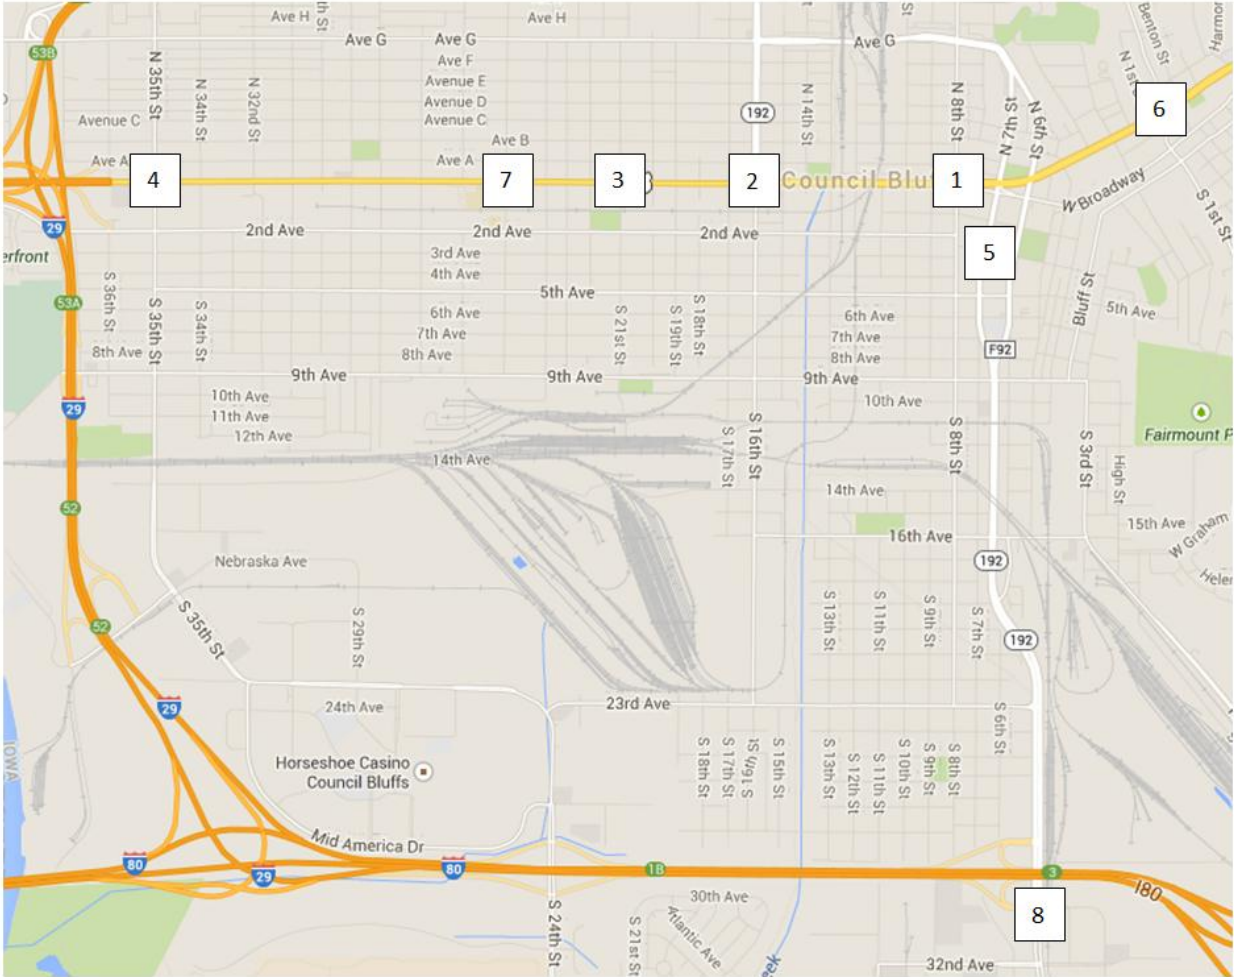 Ave H
Ave H
Ave G
Ave G
Ave G
53B
N 35th St
N 34th St
N 32nd St
Ave F
Avenue E
Avenue D
Avenue C
Avenue C
Ave B
Ave A
Ave A
192
N 14th St
N 8th St
N 7th St
N 6th St
Benton St
N 1st
6
4
7
3
2
Council Blu
1
W Broadway
S 1st St
29
2nd Ave
2nd Ave
2nd Ave
5
erfront
3rd Ave
4th Ave
53A
5th Ave
5th Ave
Bluff St
S 36th St
S 35th St
S 34th St
6th Ave
7th Ave
8th Ave
S 21st St
S 19th St
S 18th St
6th Ave
7th Ave
8th Ave
F92
8th Ave
9th Ave
9th Ave
9th Ave
29
10th Ave
11th Ave
12th Ave
10th Ave
Fairmount P
S 17th St
S 16th St
S 8th St
S 3rd St
High St
14th Ave
14th Ave
52
15th Ave
W Graham
16th Ave
Nebraska Ave
192
Helen
S 35th St
S 29th St
S 13th St
S 11th St
S 9th St
S 7th St
52
192
29
24th Ave
23rd Ave
S 6th St
IOWA
Horseshoe Casino
Council Bluffs
S 18th St
S 17th St
S 16th St
S 15th St
S 13th St
S 12th St
S 11th St
S 10th St
S 9th St
S 8th St
Mid America Dr
80
29
80
1B
3
I80
30th Ave
8
S 24th St
S 21st St
Atlantic Ave
32nd Ave
eek